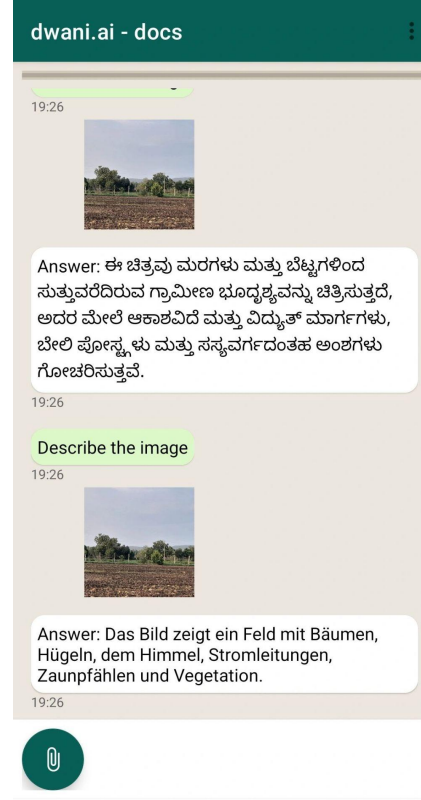 dwani.ai - docs
19:26
Answer: ಈ ಚಿತ್ರವು ಮರಗಳು ಮತ್ತು ಬೆಟ್ಟಗಳಿಂದ
ಸುತ್ತುವರೆದಿರುವ ಗ್ರಾಮೀಣ ಭೂದೃಶ್ಯವನ್ನು ಚಿತ್ರಿಸುತ್ತದೆ,
ಅದರ ಮೇಲೆ ಆಕಾಶವಿದೆ ಮತ್ತು ವಿದ್ಯುತ್ ಮಾರ್ಗಗಳು,
ಬೇಲಿ ಪೋಸ್ಟ್ಗಳು ಮತ್ತು ಸಸ್ಯವರ್ಗದಂತಹ ಅಂಶಗಳು
ಗೋಚರಿಸುತ್ತವೆ.
19:26
Describe the image
19:26
Answer: Das Bild zeigt ein Feld mit Bäumen,
Hügeln, dem Himmel, Stromleitungen,
Zaunpfählen und Vegetation.
19:26